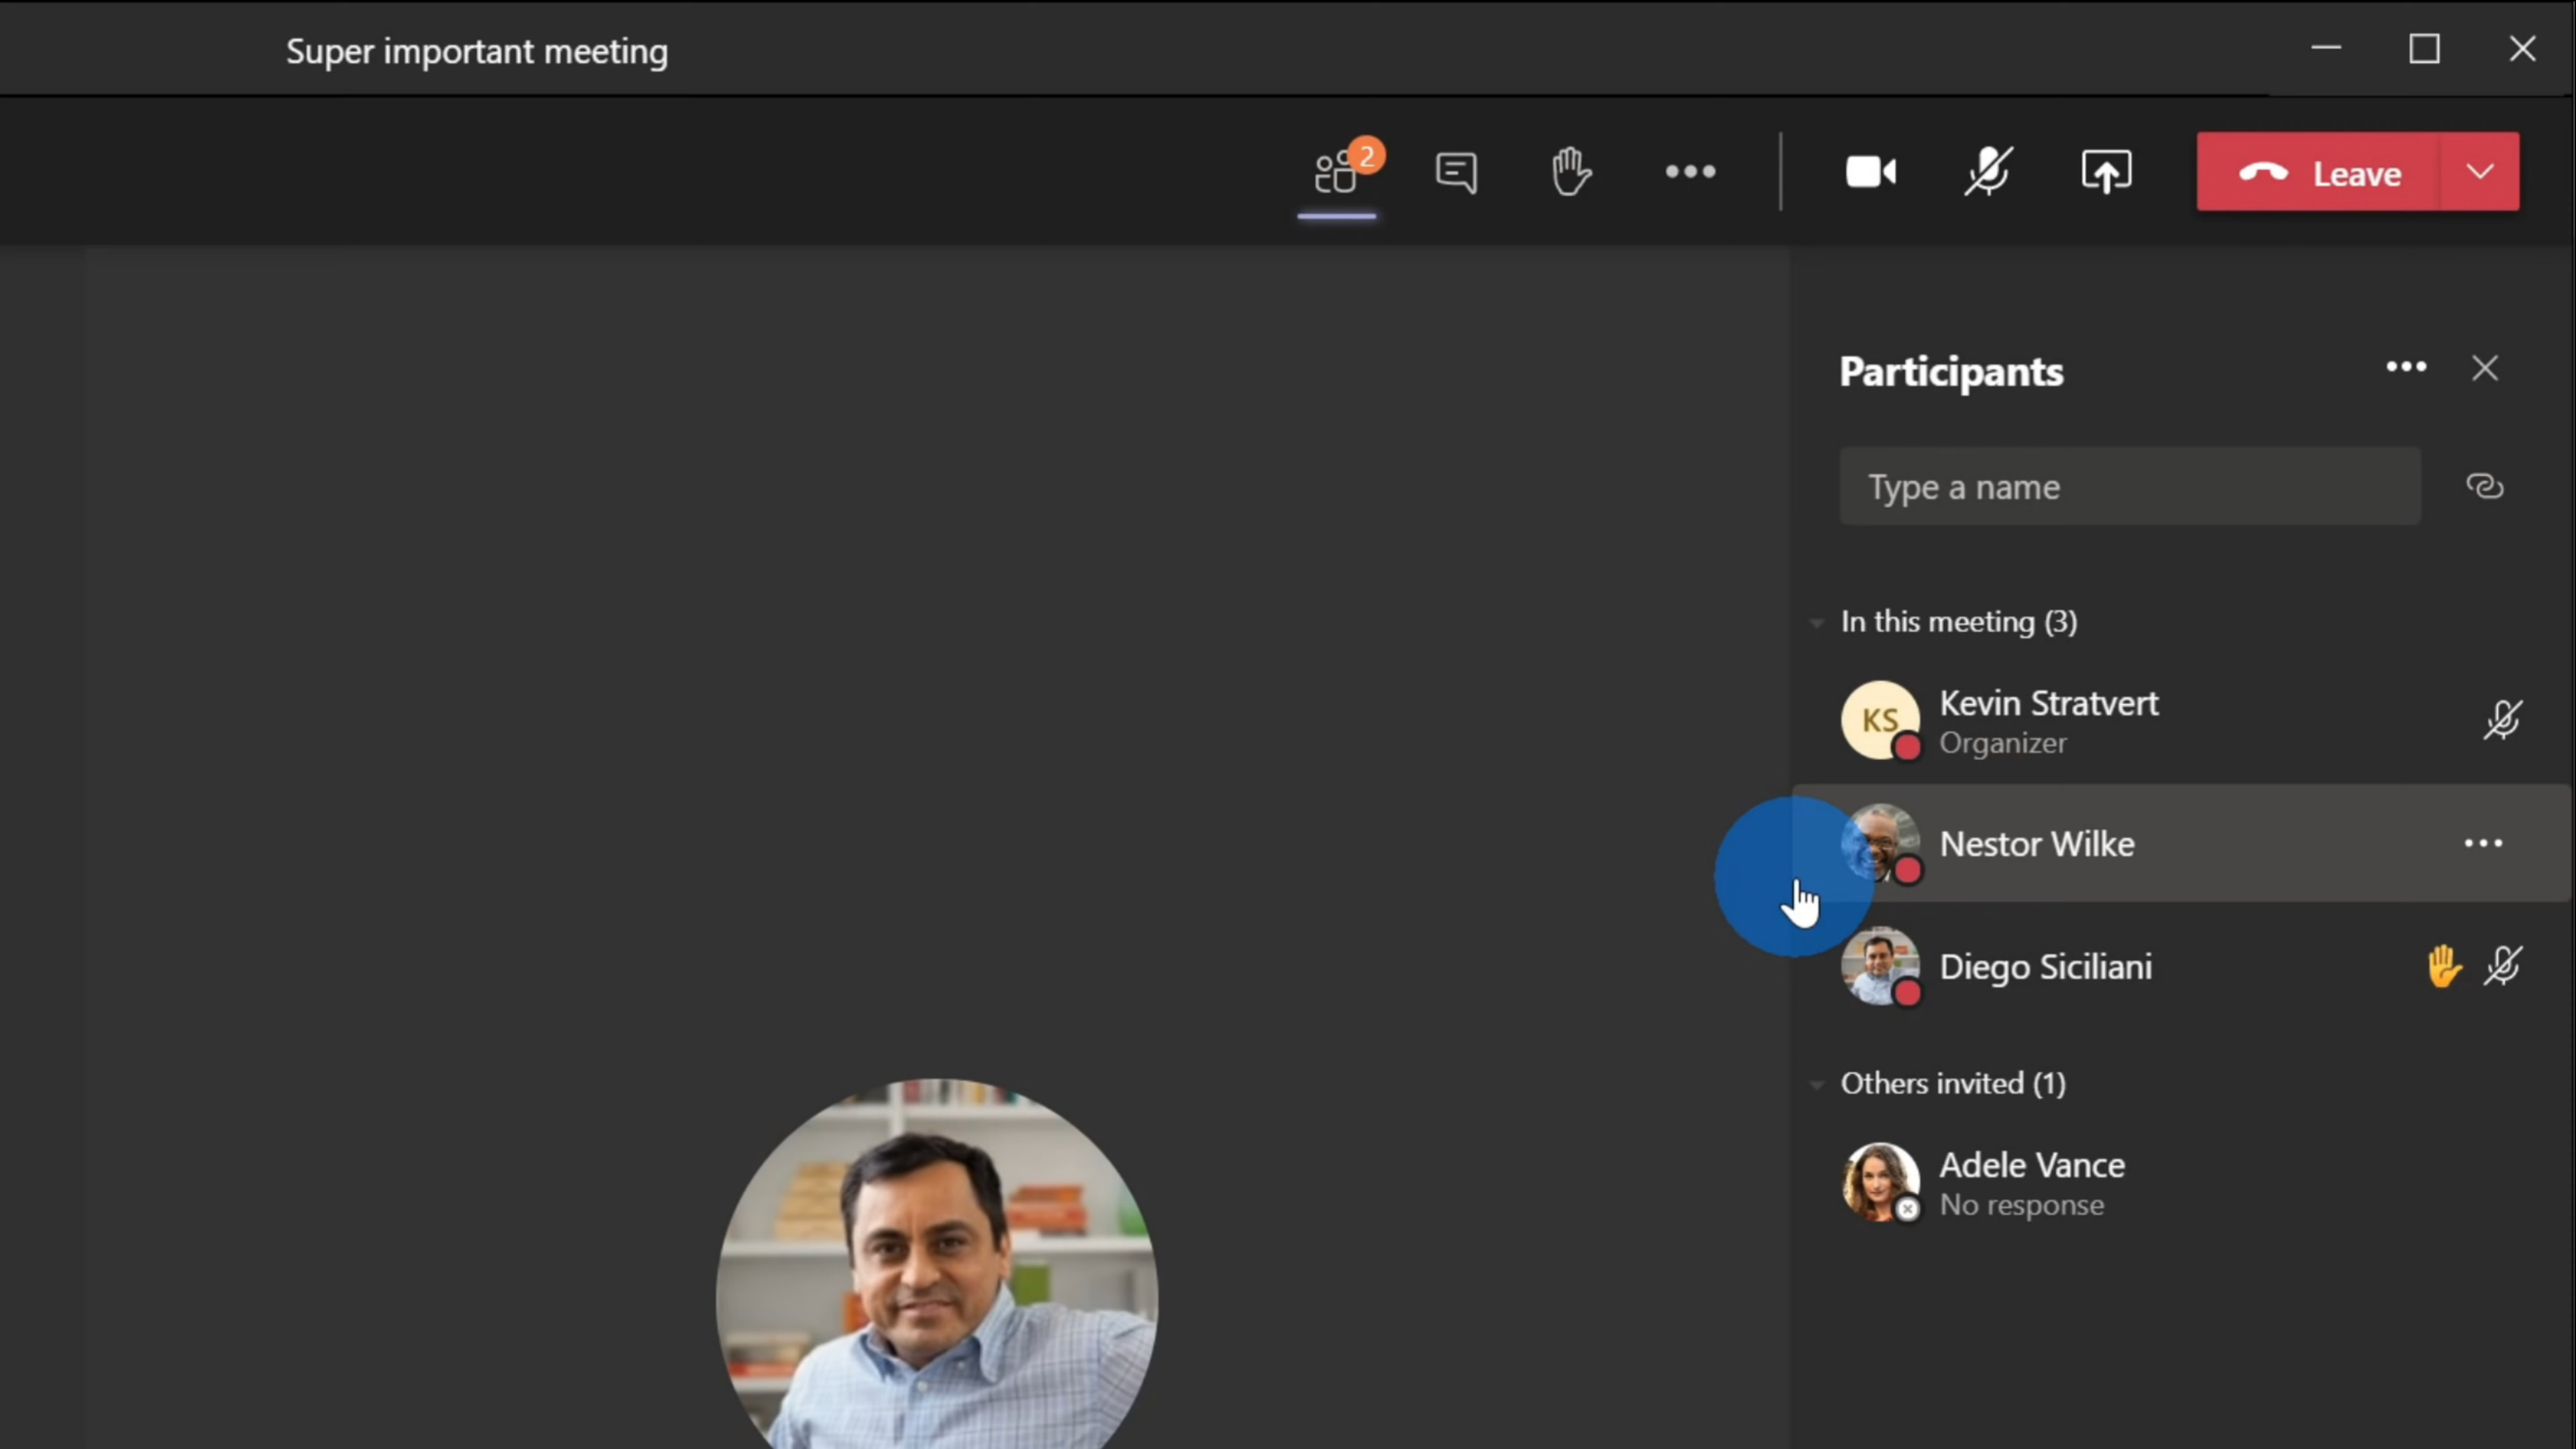 Super important meeting
2
Leave
Participants
Type a name
In this meeting (3)
KS
Kevin Stratvert
Organizer
Nestor Wilke
Diego Siciliani
Others invited (1)
Adele Vance
No response